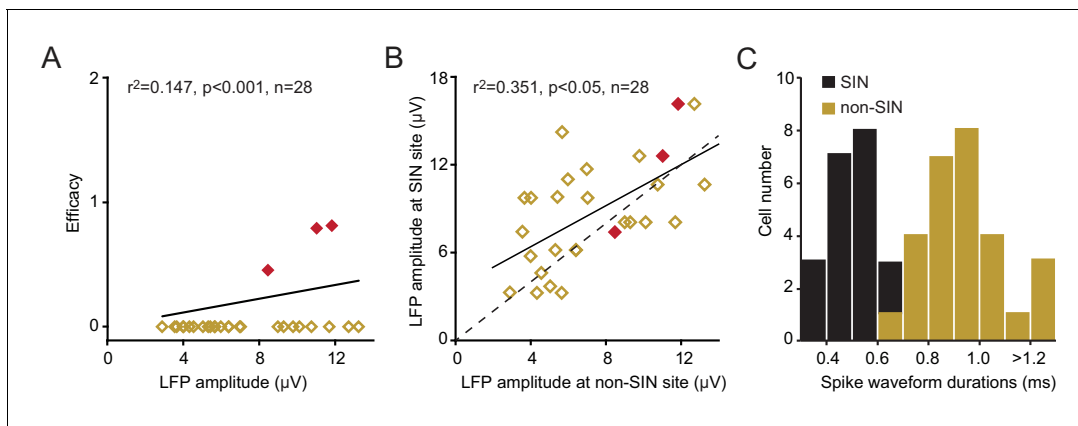 A
r²=0.147, p<0.001, n=28
Efficacy
2
1
0
0
4
8
12
LFP amplitude (µV)
B
r²=0.351, p<0.05, n=28
LFP amplitude at SIN site (µV)
18
12
6
0
0
4
8
12
LFP amplitude at non-SIN site (µV)
C
SIN
non-SIN
Cell number
10
8
6
4
2
0
0.4
0.6
0.8
1.0
>1.2
Spike waveform durations (ms)